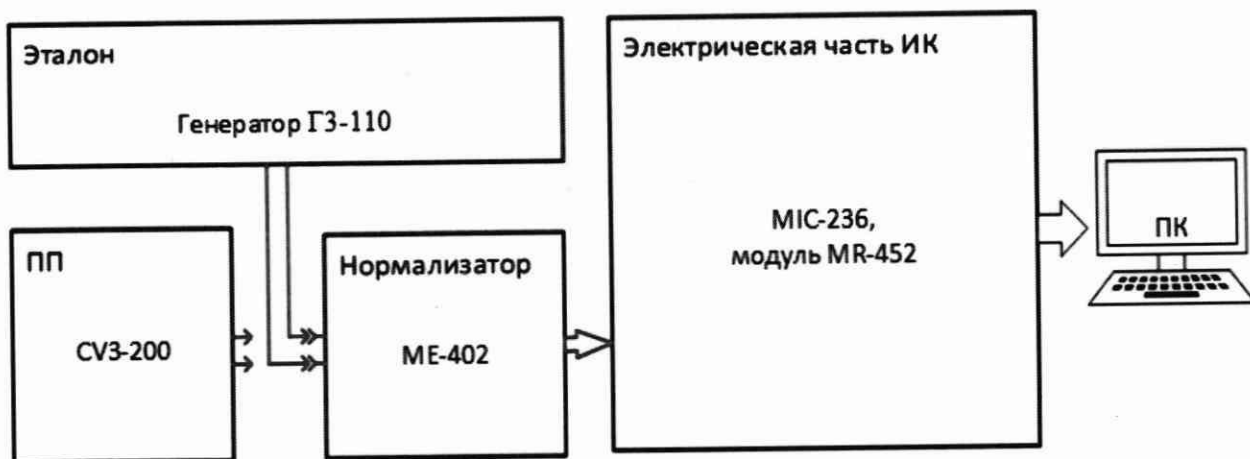 Эталон
Генератор Г3-110
Электрическая часть ИК
MIC-236,
модуль MR-452
ПК
ПП
CV3-200
Нормализатор
ME-402